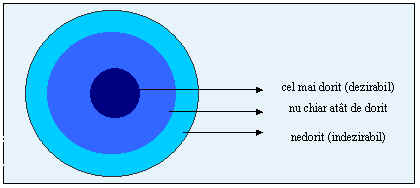 cel mai dorit (dezirabil)
nu chiar atât de dorit
nedorit (indezirabil)